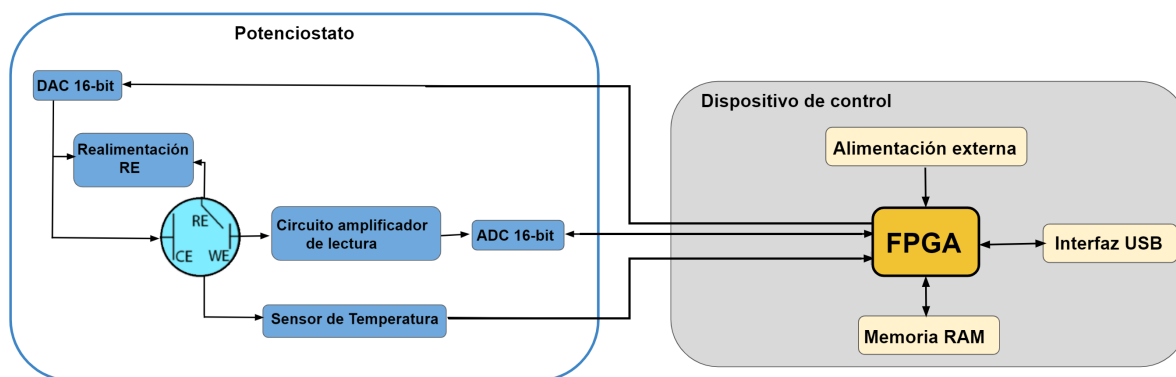 Potenciostato
DAC 16-bit
Realimentación
RE
RE
CE
WE
Circuito amplificador
de lectura
ADC 16-bit
Sensor de Temperatura
Dispositivo de control
Alimentación externa
FPGA
Interfaz USB
Memoria RAM